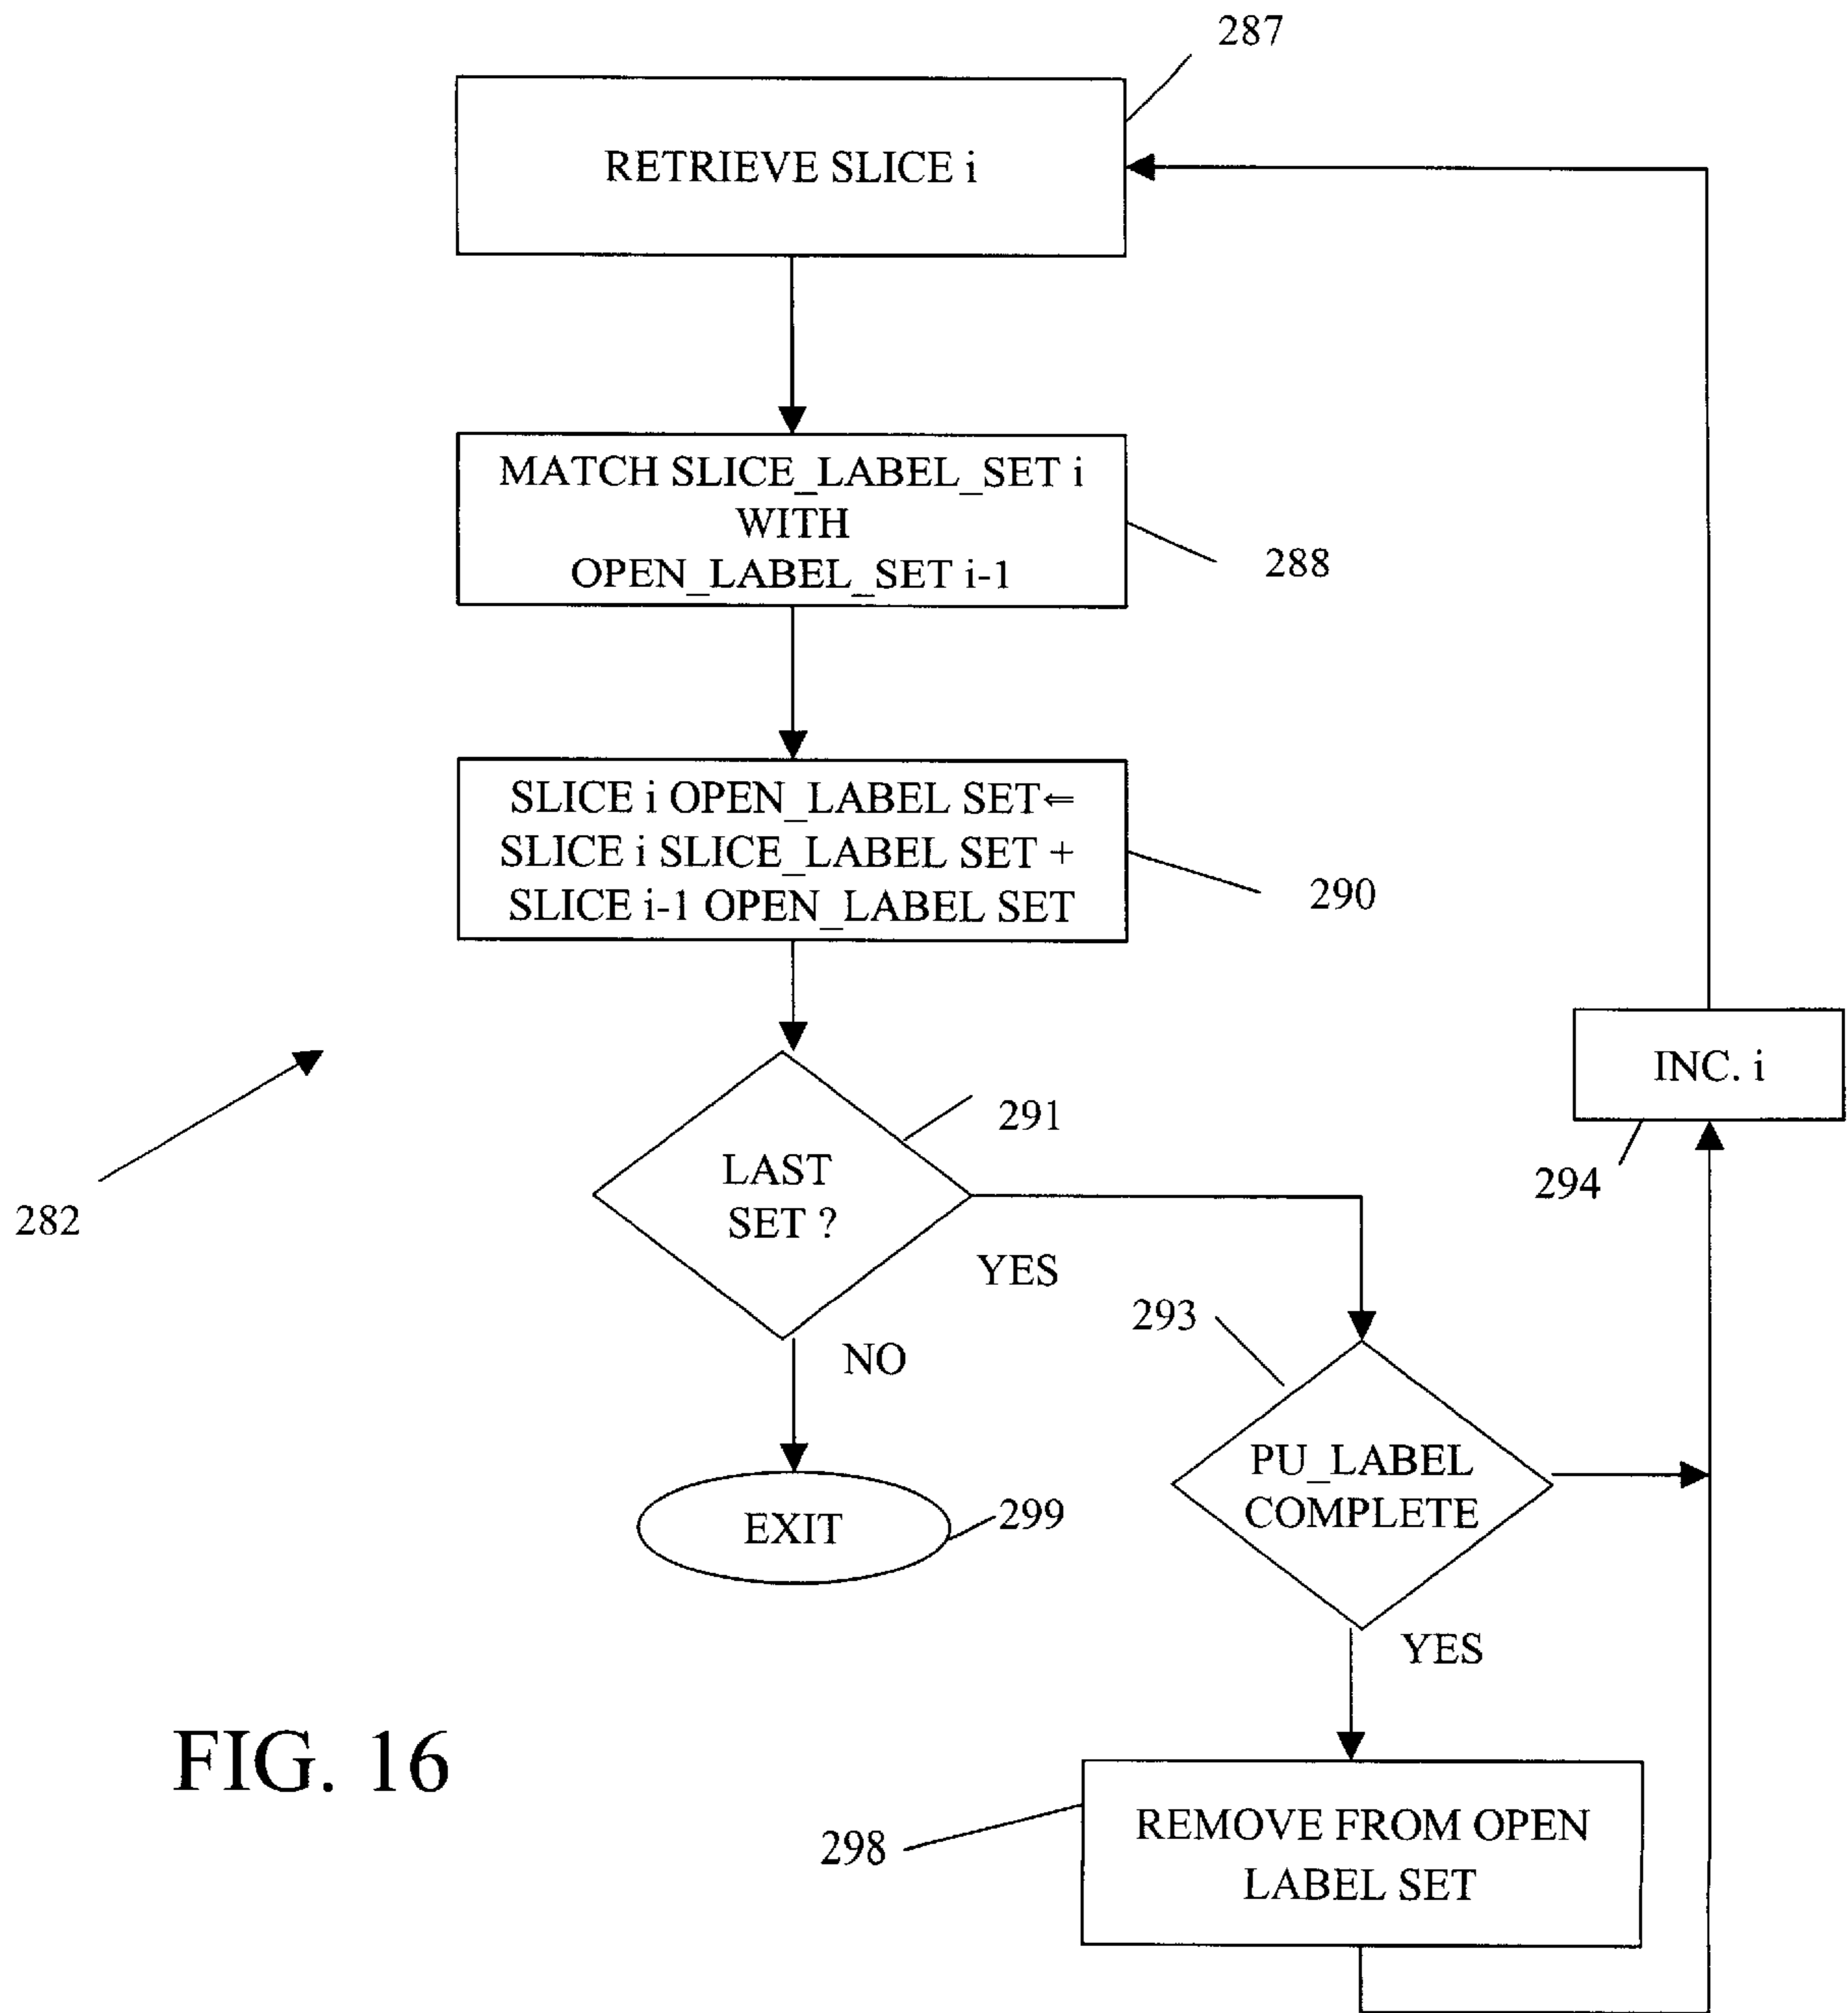 287
RETRIEVE SLICE i
MATCH SLICE_LABEL_SET i
WITH
OPEN_LABEL_SET i-1
288
SLICE i OPEN_LABEL SET⇐
SLICE i SLICE_LABEL SET +
SLICE i-1 OPEN_LABEL SET
290
INC. i
294
282
291
LAST
SET ?
YES
NO
293
PU_LABEL
COMPLETE
EXIT
299
YES
298
REMOVE FROM OPEN
LABEL SET
FIG. 16